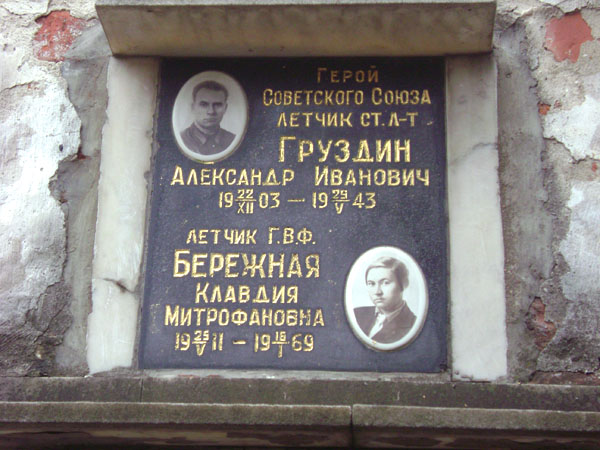 Герой
Советского Союза
летчик ст. л-т
Груздин
Александр Иванович
19 22/XII 03 — 19 29/V 43
летчик Г.В.Ф.
Бережная
Клавдия
Митрофановна
19 25/V 11 — 19 16/I 69